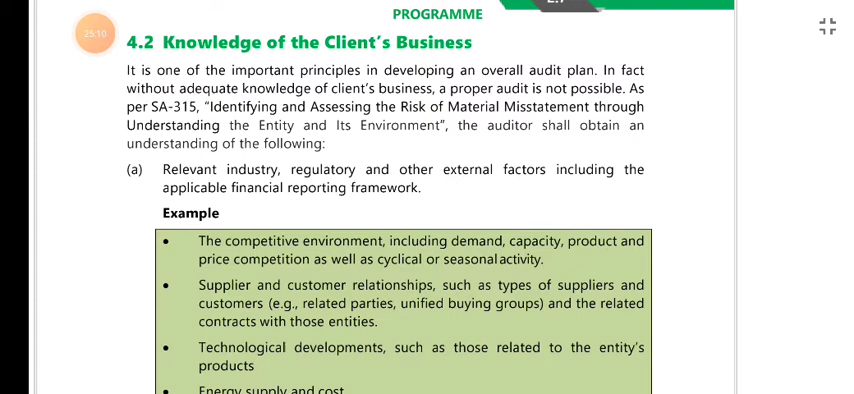 PROGRAMME
25:10
4.2 Knowledge of the Client's Business
It is one of the important principles in developing an overall audit plan. In fact
without adequate knowledge of client's business, a proper audit is not possible. As
per SA-315, "Identifying and Assessing the Risk of Material Misstatement through
Understanding the Entity and Its Environment", the auditor shall obtain an
understanding of the following:
(a) Relevant industry, regulatory and other external factors including the
applicable financial reporting framework.
Example
• The competitive environment, including demand, capacity, product and
price competition as well as cyclical or seasonal activity.
• Supplier and customer relationships, such as types of suppliers and
customers (e.g., related parties, unified buying groups) and the related
contracts with those entities.
• Technological developments, such as those related to the entity's
products
• Energy supply and cost